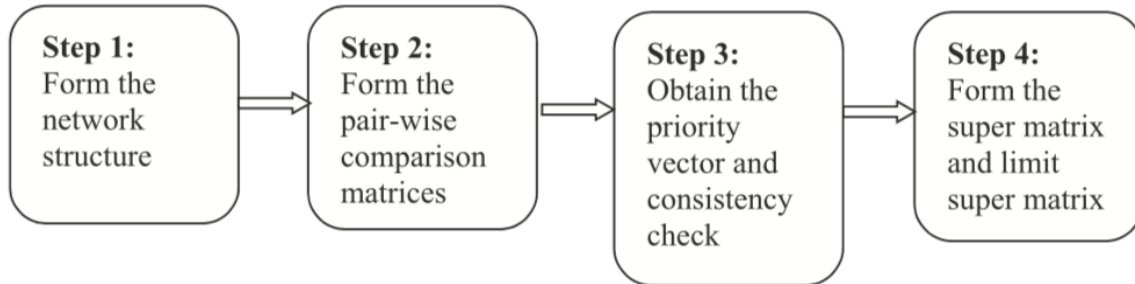 Step 1:
Form the
network
structure
Step 2:
Form the
pair-wise
comparison
matrices
Step 3:
Obtain the
priority
vector and
consistency
check
Step 4:
Form the
super matrix
and limit
super matrix